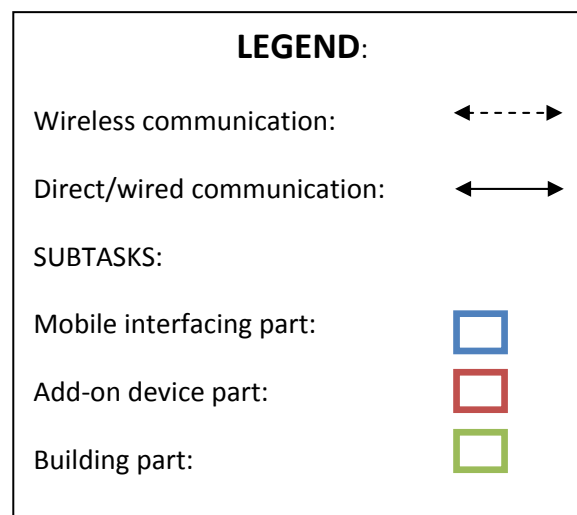 LEGEND:
Wireless communication:
Direct/wired communication:
SUBTASKS:
Mobile interfacing part:
Add-on device part:
Building part: